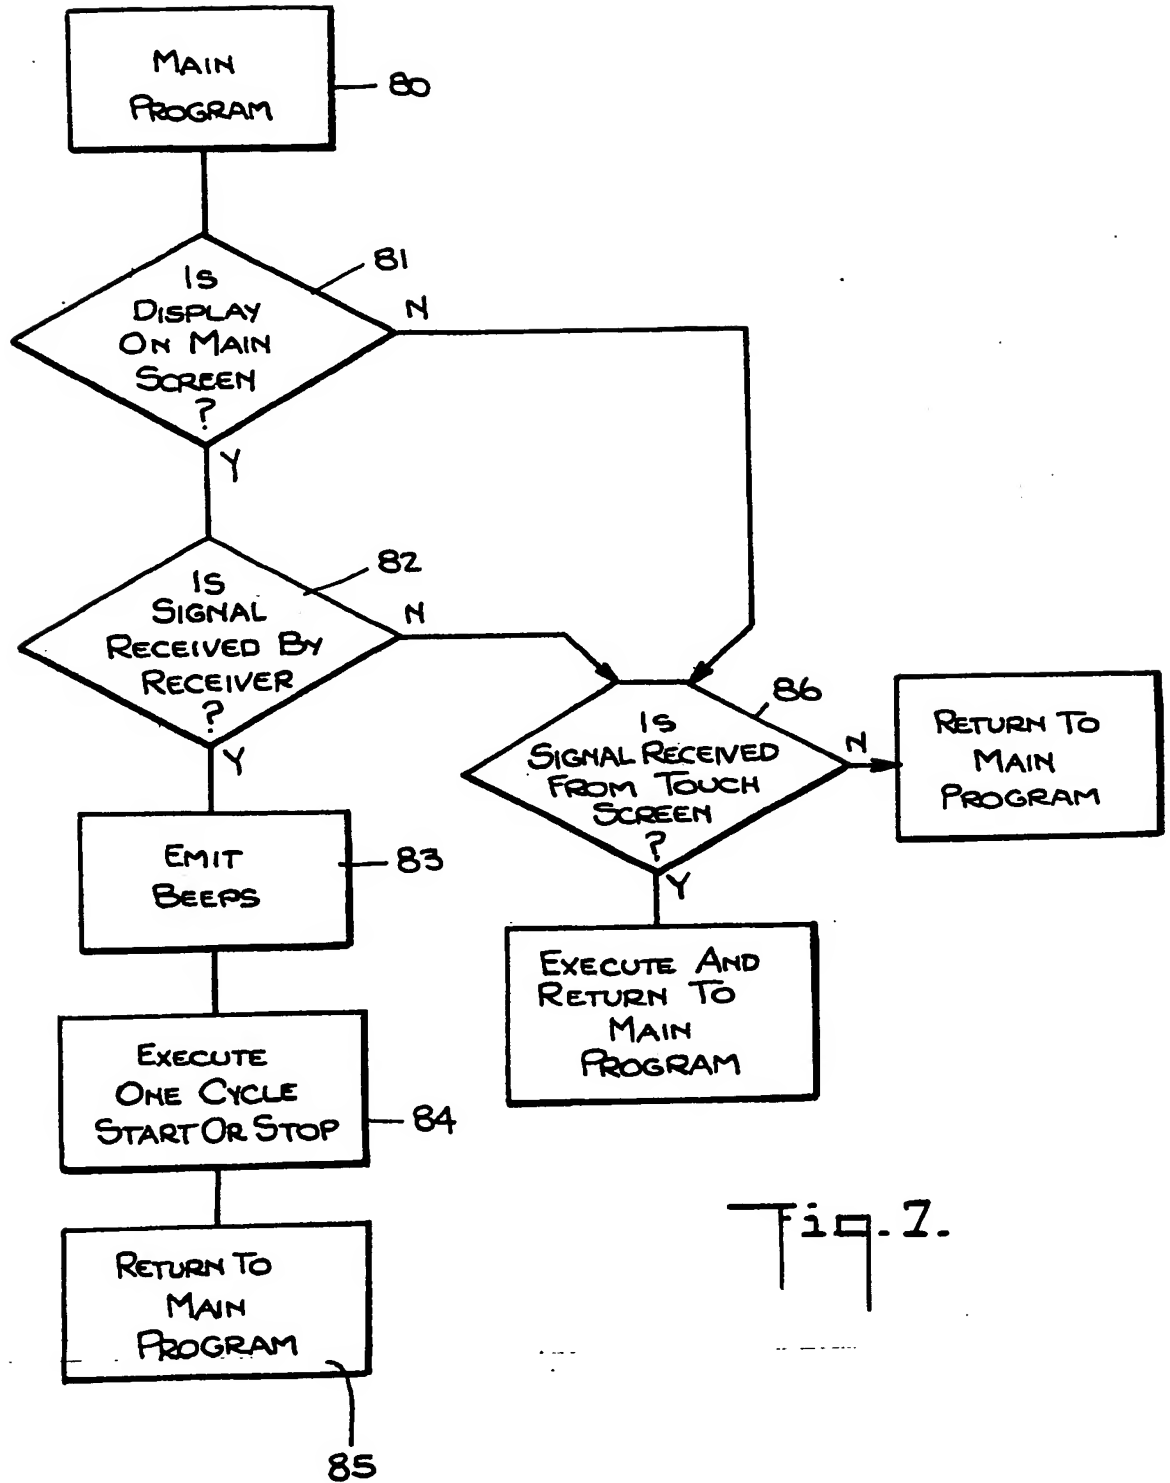 MAIN
PROGRAM
80
IS
DISPLAY
ON MAIN
SCREEN
?
81
N
Y
IS
SIGNAL
RECEIVED BY
RECEIVER
?
82
N
Y
IS
SIGNAL RECEIVED
FROM TOUCH
SCREEN
?
86
N
Y
RETURN TO
MAIN
PROGRAM
EMIT
BEEPS
83
EXECUTE AND
RETURN TO
MAIN
PROGRAM
EXECUTE
ONE CYCLE
START OR STOP
84
RETURN TO
MAIN
PROGRAM
85
Fig. 7.